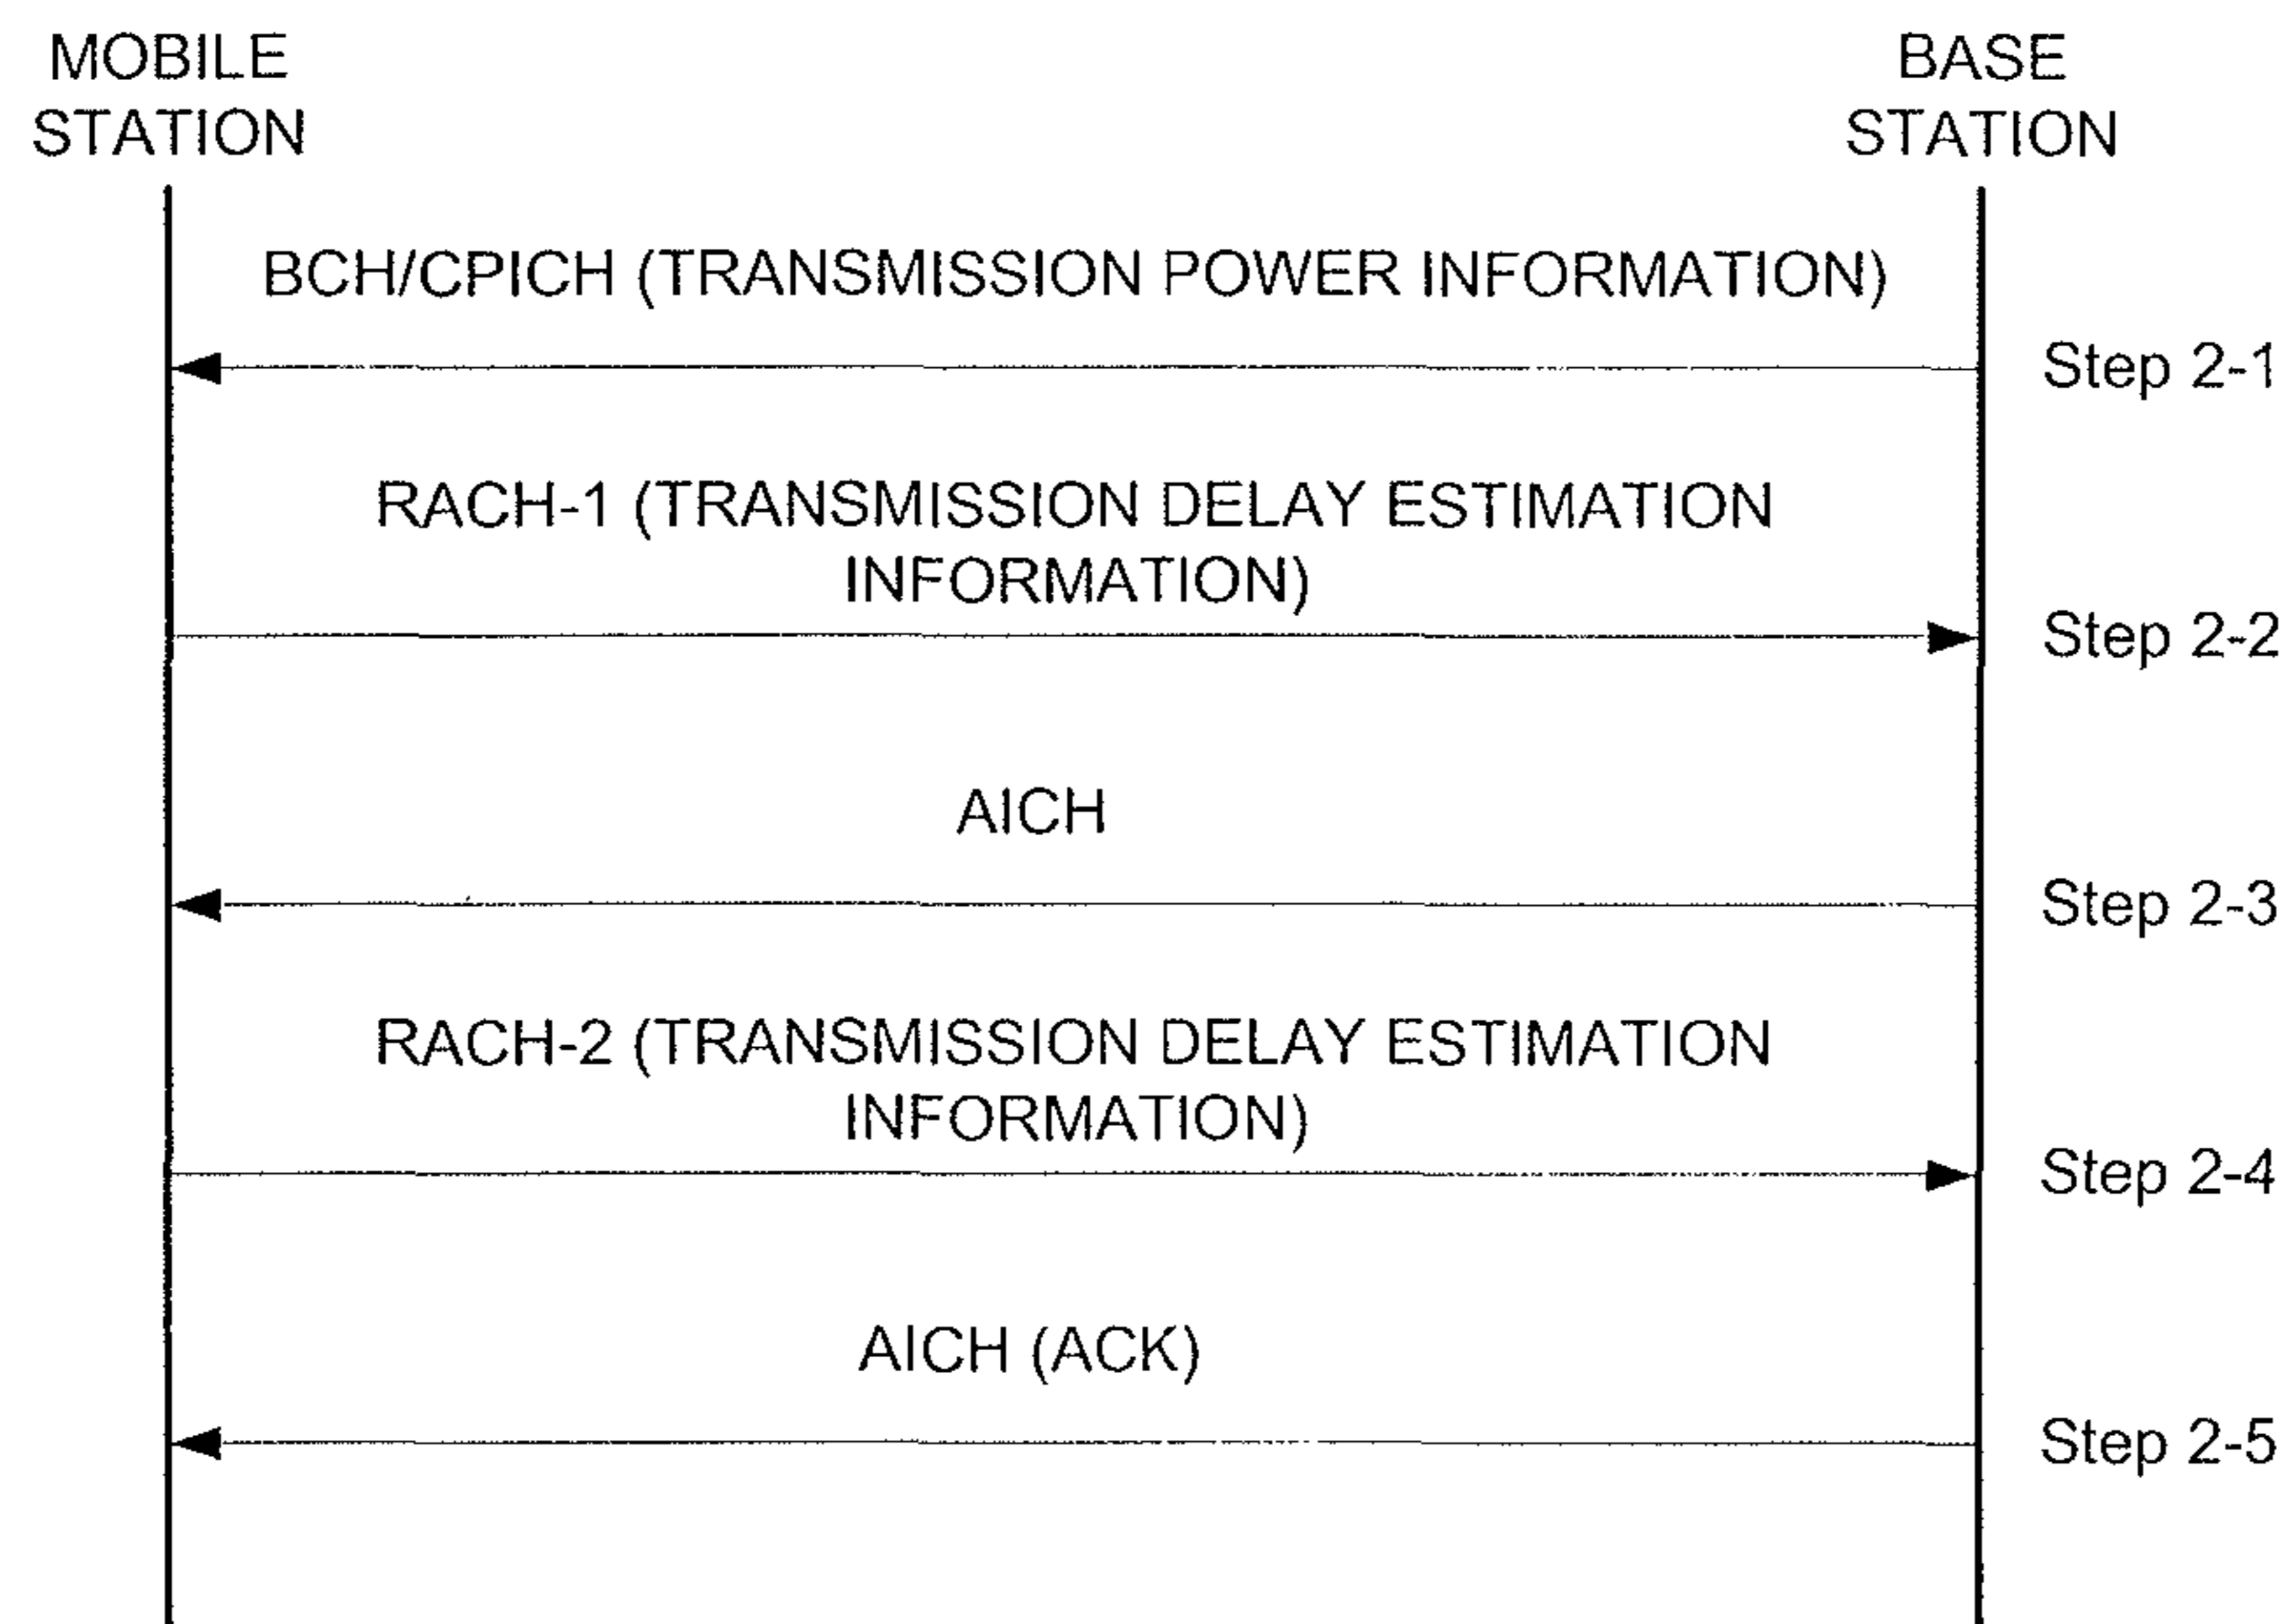 MOBILE
STATION
BASE
STATION
BCH/CPICH (TRANSMISSION POWER INFORMATION)
Step 2-1
RACH-1 (TRANSMISSION DELAY ESTIMATION
INFORMATION)
Step 2-2
AICH
Step 2-3
RACH-2 (TRANSMISSION DELAY ESTIMATION
INFORMATION)
Step 2-4
AICH (ACK)
Step 2-5